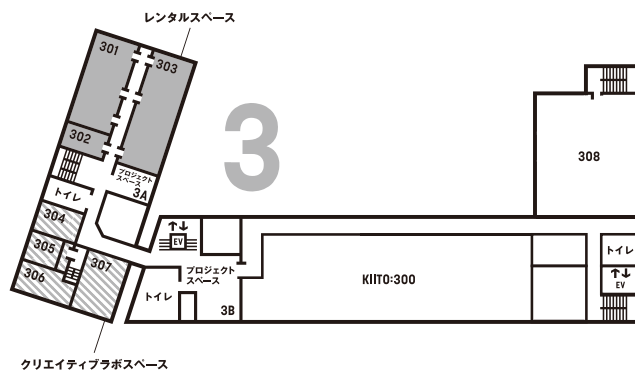 レンタルスペース
301
303
302
3
308
プロジェクト
スペース
3A
トイレ
304
305
306
307
EV
プロジェクト
スペース
トイレ
3B
KIITO:300
トイレ
EV
クリエイティブラボスペース